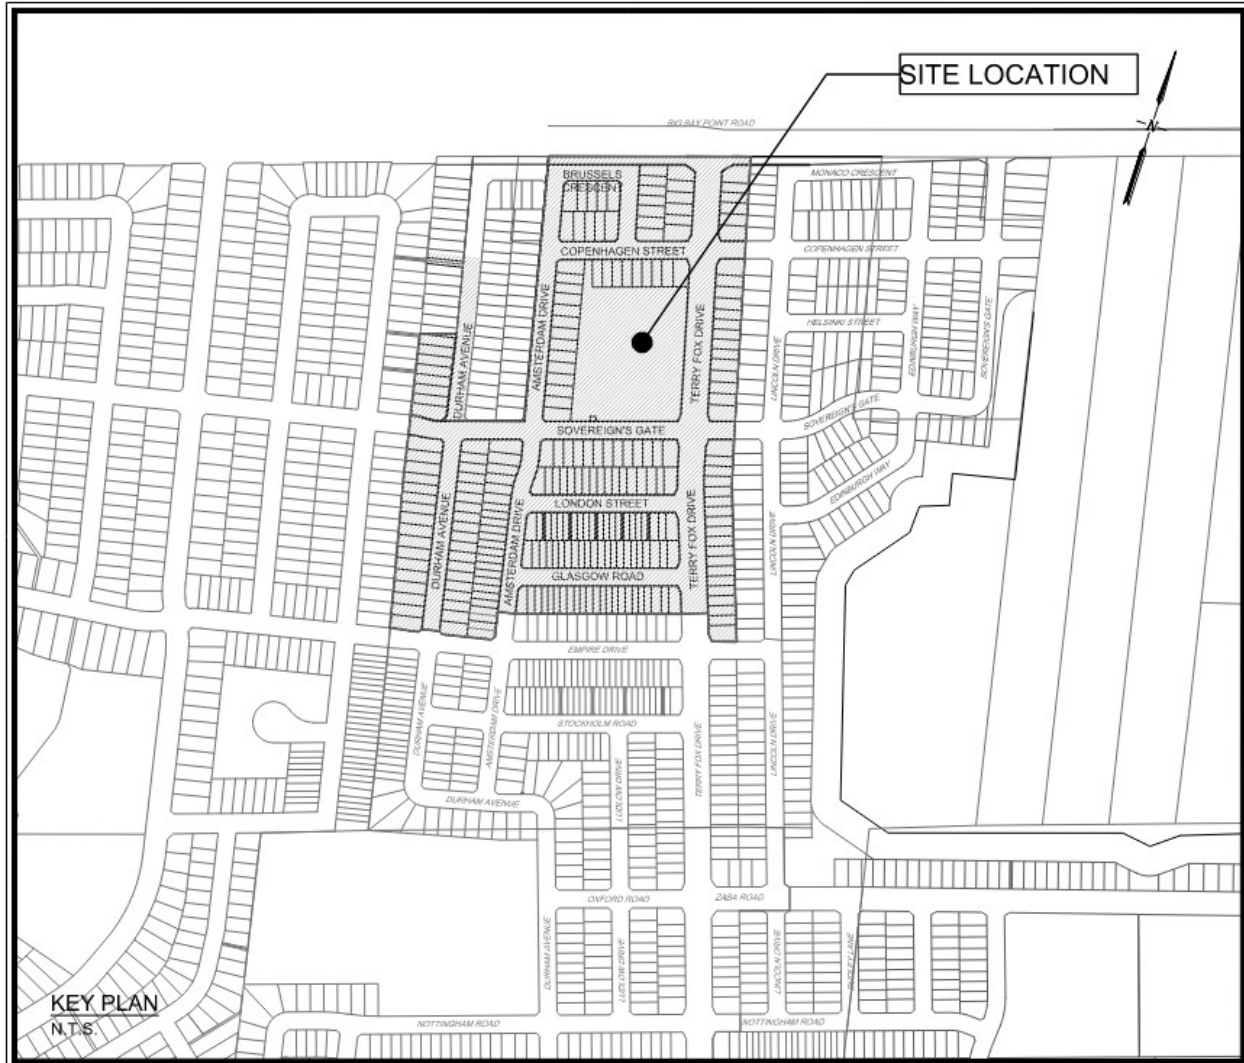 SITE LOCATION
N
BIG BAY POINT ROAD
BRUSSELS
CRESCENT
MONACO CRESCENT
COPENHAGEN STREET
COPENHAGEN STREET
AMSTERDAM DRIVE
DURHAM AVENUE
TERRY FOX DRIVE
LINCOLN DRIVE
HELSINKI STREET
EDINBURGH WAY
SOVEREIGN'S GATE
SOVEREIGN'S GATE
SOVEREIGN'S GATE
EDINBURGH WAY
LONDON STREET
DURHAM AVENUE
AMSTERDAM DRIVE
TERRY FOX DRIVE
LINCOLN DRIVE
GLASGOW ROAD
EMPIRE DRIVE
DURHAM AVENUE
AMSTERDAM DRIVE
STOCKHOLM ROAD
TERRY FOX DRIVE
LINCOLN DRIVE
LUDLOW DRIVE
DURHAM AVENUE
OXFORD ROAD
ZABA ROAD
DURHAM AVENUE
LUDLOW DRIVE
LINCOLN DRIVE
DUDLEY LANE
KEY PLAN
N.T.S.
NOTTINGHAM ROAD
NOTTINGHAM ROAD